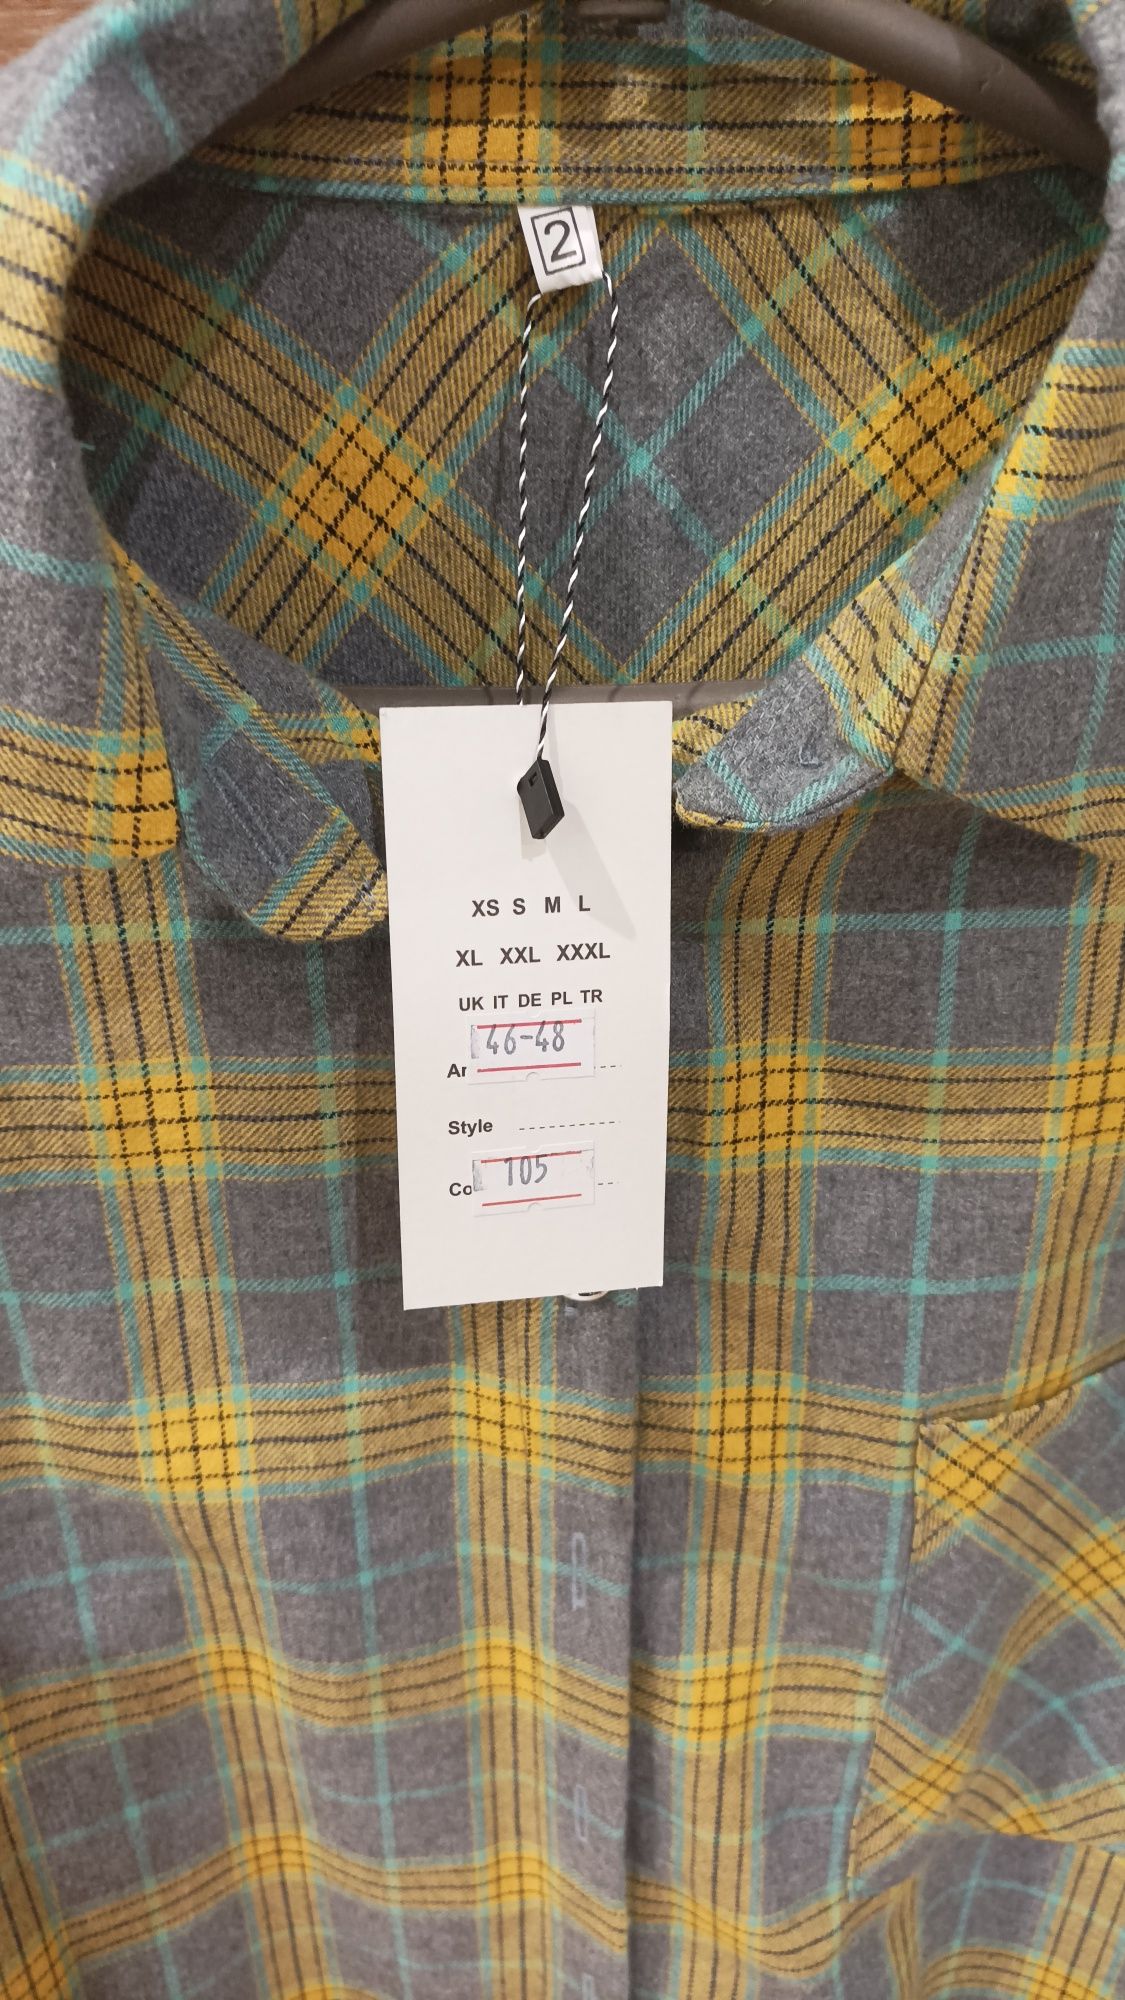 2
XS S M L
XL XXL XXXL
UK IT DE PL TR
46-48
Ar
Style
105
Co